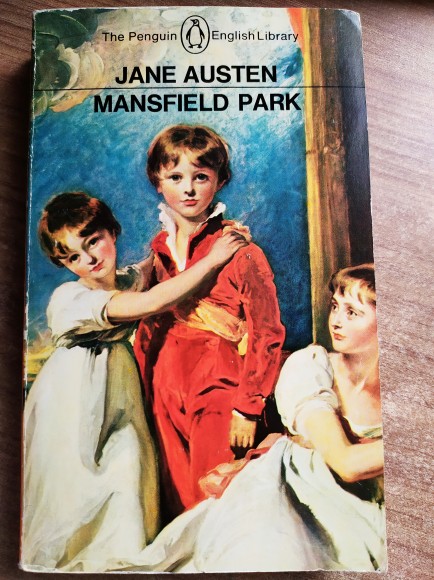 The Penguin English Library
JANE AUSTEN
MANSFIELD PARK